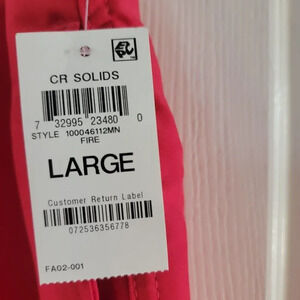 CR SOLIDS
7 32995 23480 0
STYLE 100046112MN
FIRE
LARGE
Customer Return Label
072536356778
FA02-001